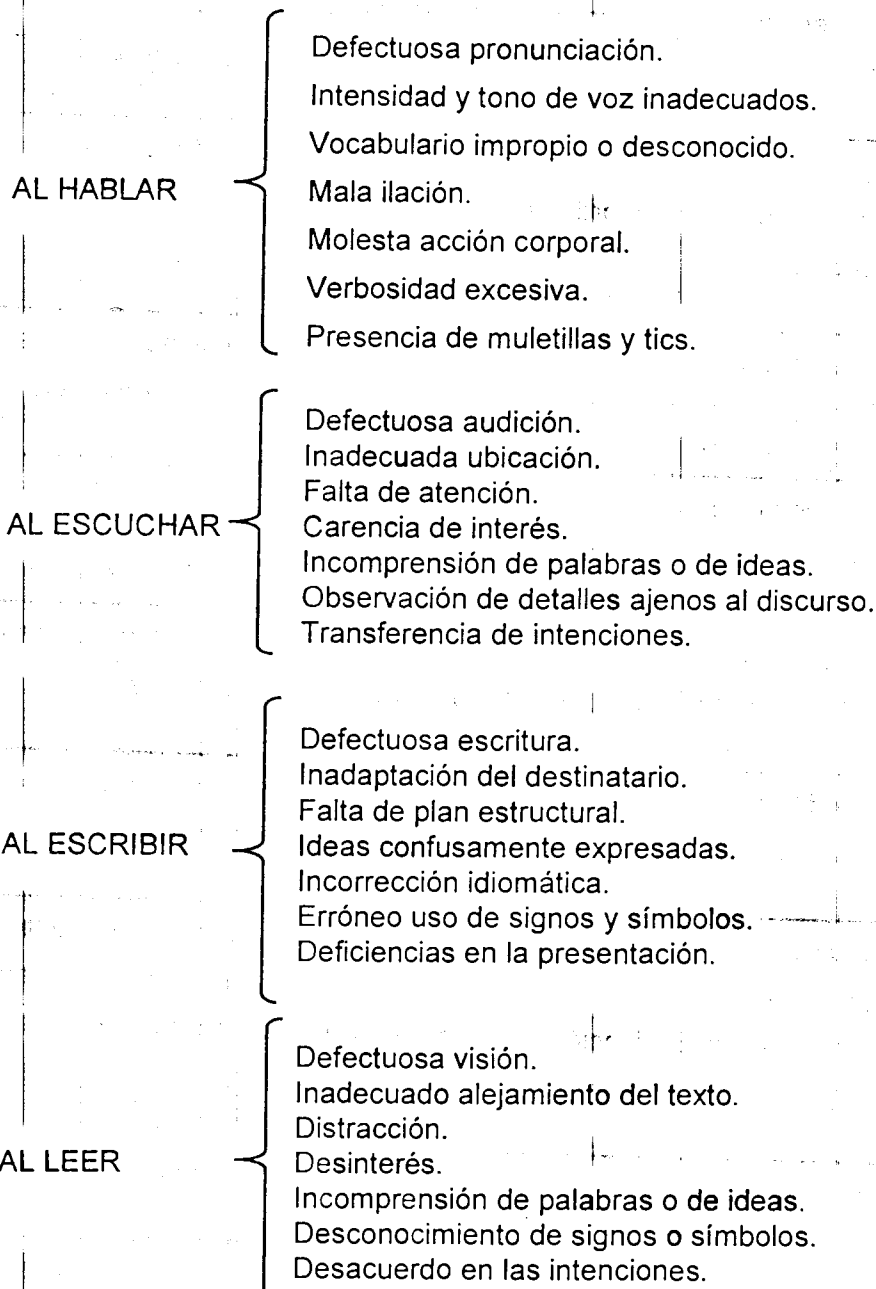 Defectuosa pronunciación.
Intensidad y tono de voz inadecuados.
Vocabulario impropio o desconocido.
AL HABLAR
Mala ilación.
Molesta acción corporal.
Verbosidad excesiva.
Presencia de muletillas y tics.
Defectuosa audición.
Inadecuada ubicación.
Falta de atención.
AL ESCUCHAR
Carencia de interés.
Incomprensión de palabras o de ideas.
Observación de detalles ajenos al discurso.
Transferencia de intenciones.
Defectuosa escritura.
Inadaptación del destinatario.
Falta de plan estructural.
AL ESCRIBIR
Ideas confusamente expresadas.
Incorrección idiomática.
Erróneo uso de signos y símbolos.
Deficiencias en la presentación.
Defectuosa visión.
Inadecuado alejamiento del texto.
Distracción.
AL LEER
Desinterés.
Incomprensión de palabras o de ideas.
Desconocimiento de signos o símbolos.
Desacuerdo en las intenciones.